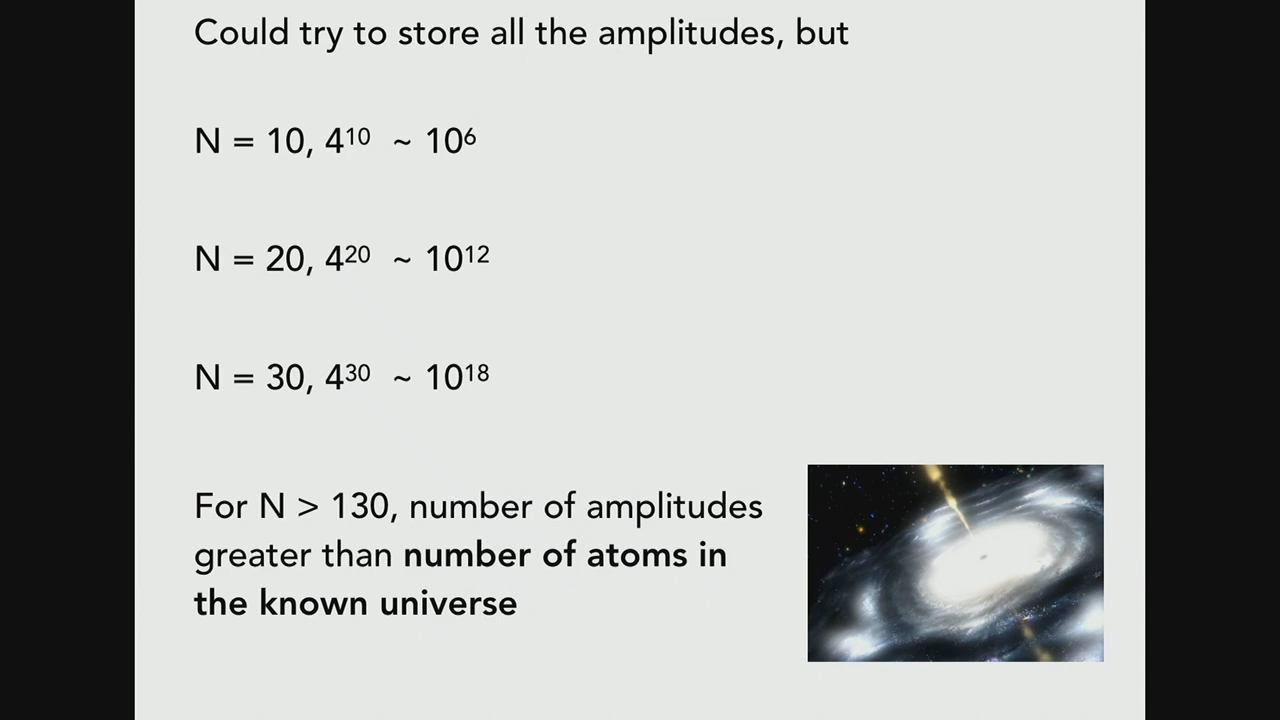 Could try to store all the amplitudes, but
N = 10, 4¹⁰ ~ 10⁶
N = 20, 4²⁰ ~ 10¹²
N = 30, 4³⁰ ~ 10¹⁸
For N > 130, number of amplitudes
greater than number of atoms in
the known universe